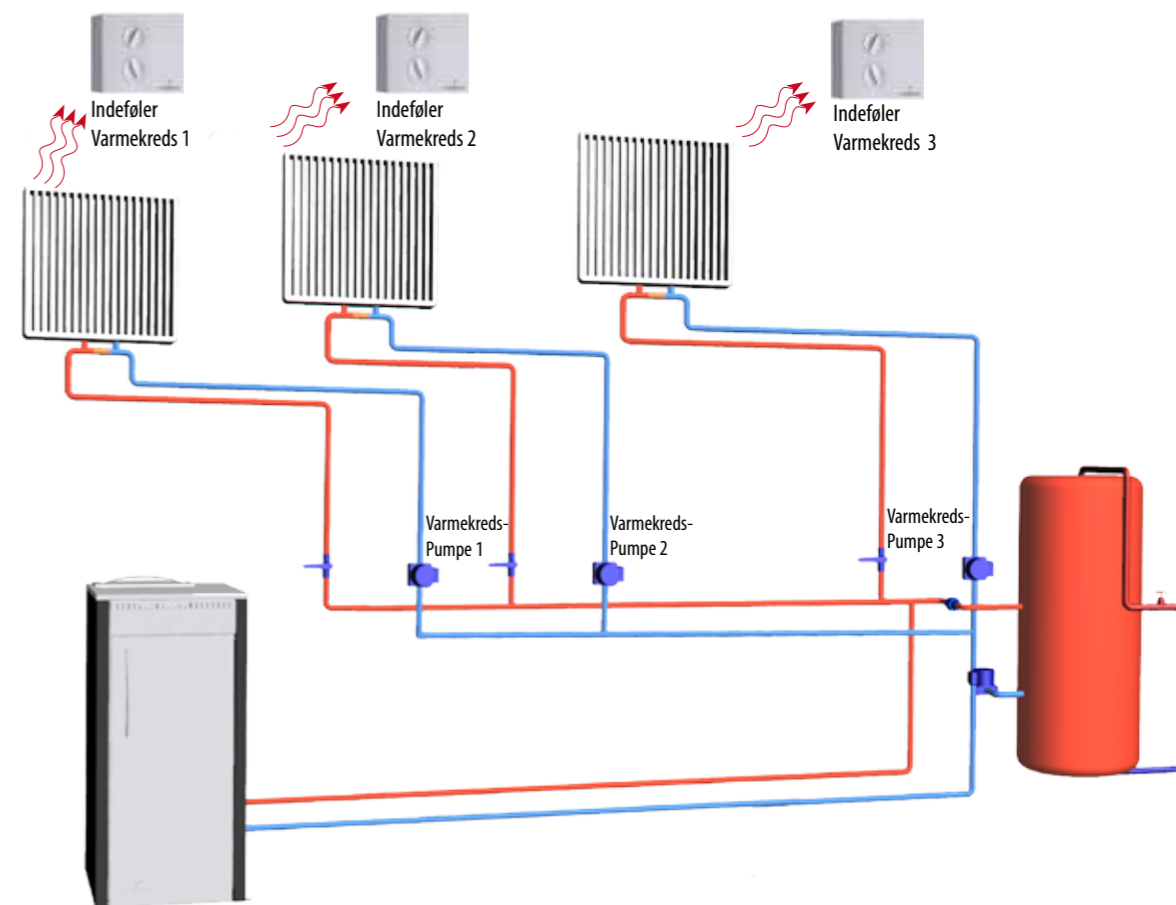 Indeføler
Varmekreds 1
Indeføler
Varmekreds 2
Indeføler
Varmekreds 3
Varmekreds-
Pumpe 1
Varmekreds-
Pumpe 2
Varmekreds-
Pumpe 3